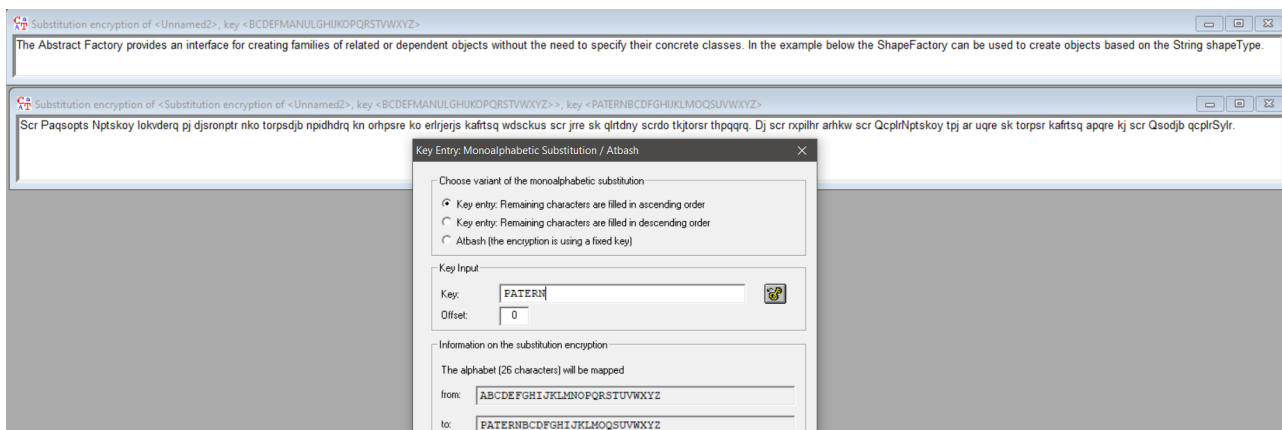 Substitution encryption of <Unnamed2>, key <BCDEFMANULGHIJKOPQRSTVWXYZ>
The Abstract Factory provides an interface for creating families of related or dependent objects without the need to specify their concrete classes. In the example below the ShapeFactory can be used to create objects based on the String shapeType.
Substitution encryption of <Substitution encryption of <Unnamed2>, key <BCDEFMANULGHIJKOPQRSTVWXYZ>>, key <PATERNBCDFGHIJKLMOQSUVWXYZ>
Scr Paqsopts Nptskoy lokvderq pj djsronptr nko torpsdjb npidhdrq kn orhpsre ko erlrjerjs kafrtsq wdsckus scr jrre sk qlrtdny scrdo tkjtorsr thpqqrq. Dj scr rxpilhr arhkw scr QcplrNptskoy tpj ar uqre sk torpsr kafrtsq apqre kj scr Qsodjb qcplrSylr.
Key Entry: Monoalphabetic Substitution / Atbash
Choose variant of the monoalphabetic substitution
Key entry: Remaining characters are filled in ascending order
Key entry: Remaining characters are filled in descending order
Atbash (the encryption is using a fixed key)
Key Input
Key: PATERN
Offset: 0
Information on the substitution encryption
The alphabet (26 characters) will be mapped
from: ABCDEFGHIJKLMNOPQRSTUVWXYZ
to: PATERNBCDFGHIJKLMOQSUVWXYZ